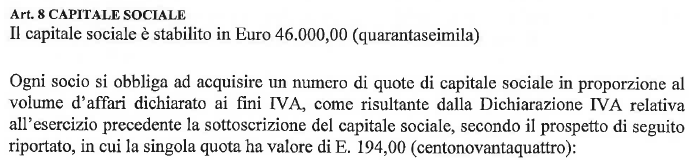 Art. 8 CAPITALE SOCIALE
Il capitale sociale è stabilito in Euro 46.000,00 (quarantaseimila)
Ogni socio si obbliga ad acquisire un numero di quote di capitale sociale in proporzione al
volume d'affari dichiarato ai fini IVA, come risultante dalla Dichiarazione IVA relativa
all'esercizio precedente la sottoscrizione del capitale sociale, secondo il prospetto di seguito
riportato, in cui la singola quota ha valore di E. 194,00 (centonovantaquattro):